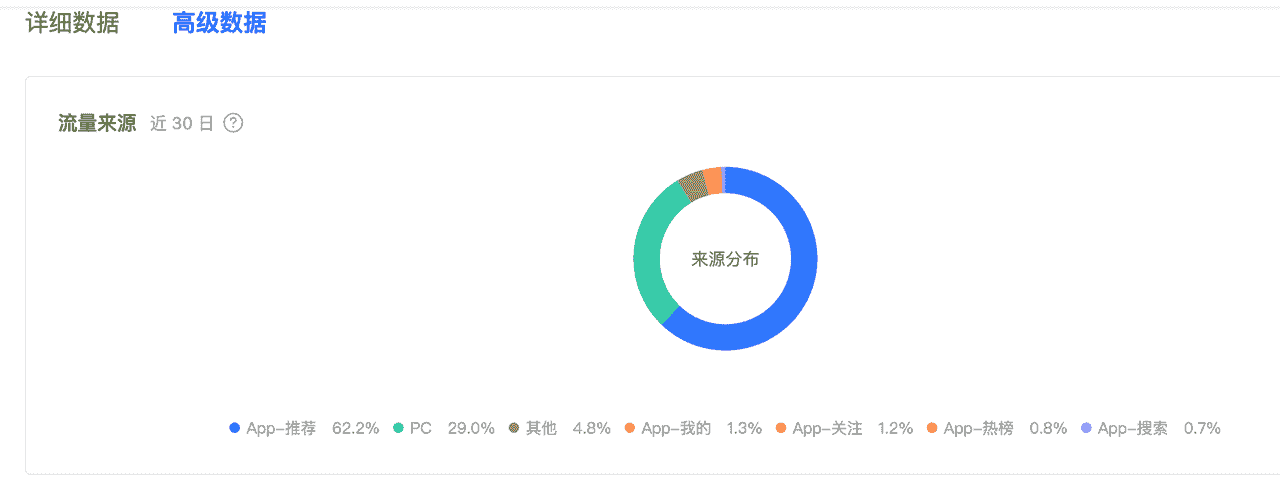 详细数据 高级数据
流量来源 近 30 日 ?
来源分布
App-推荐 62.2% PC 29.0% 其他 4.8% App-我的 1.3% App-关注 1.2% App-热榜 0.8% App-搜索 0.7%